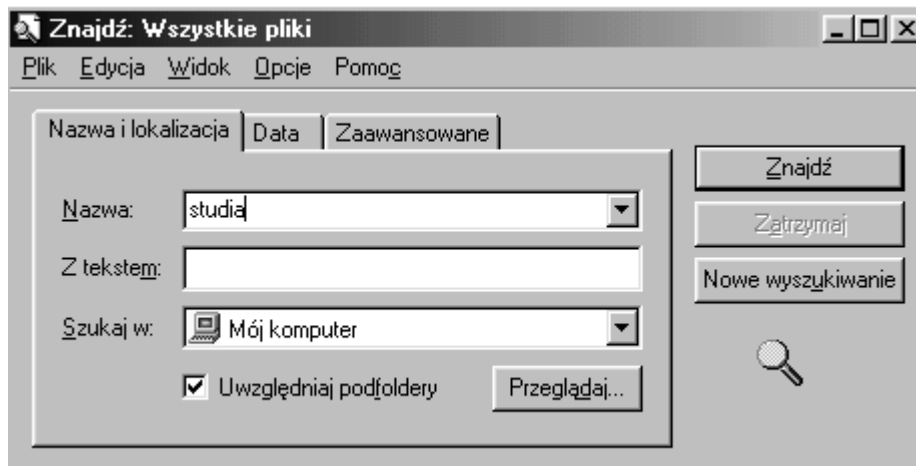 Znajdź: Wszystkie pliki
Plik Edycja Widok Opcje Pomoc
Nazwa i lokalizacja Data Zaawansowane
Nazwa: studia
Z tekstem:
Szukaj w: Mój komputer
Uwzględniaj podfoldery Przeglądaj...
Znajdź
Zatrzymaj
Nowe wyszukiwanie